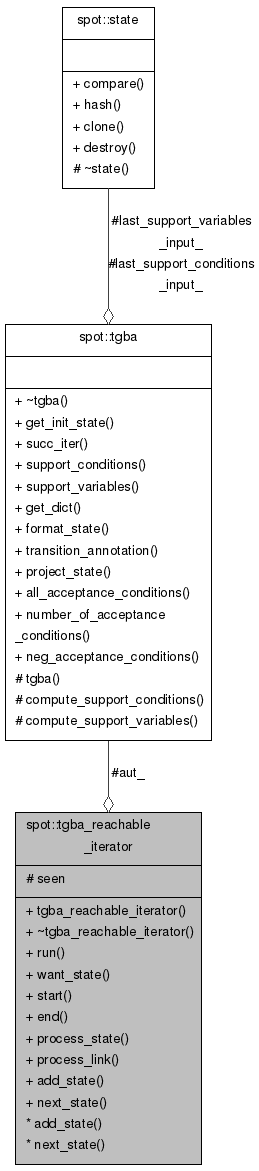 spot::state
+ compare()
+ hash()
+ clone()
+ destroy()
# ~state()
#last_support_variables
_input_
#last_support_conditions
_input_
spot::tgba
+ ~tgba()
+ get_init_state()
+ succ_iter()
+ support_conditions()
+ support_variables()
+ get_dict()
+ format_state()
+ transition_annotation()
+ project_state()
+ all_acceptance_conditions()
+ number_of_acceptance
_conditions()
+ neg_acceptance_conditions()
# tgba()
# compute_support_conditions()
# compute_support_variables()
#aut_
spot::tgba_reachable
_iterator
# seen
+ tgba_reachable_iterator()
+ ~tgba_reachable_iterator()
+ run()
+ want_state()
+ start()
+ end()
+ process_state()
+ process_link()
+ add_state()
+ next_state()
* add_state()
* next_state()